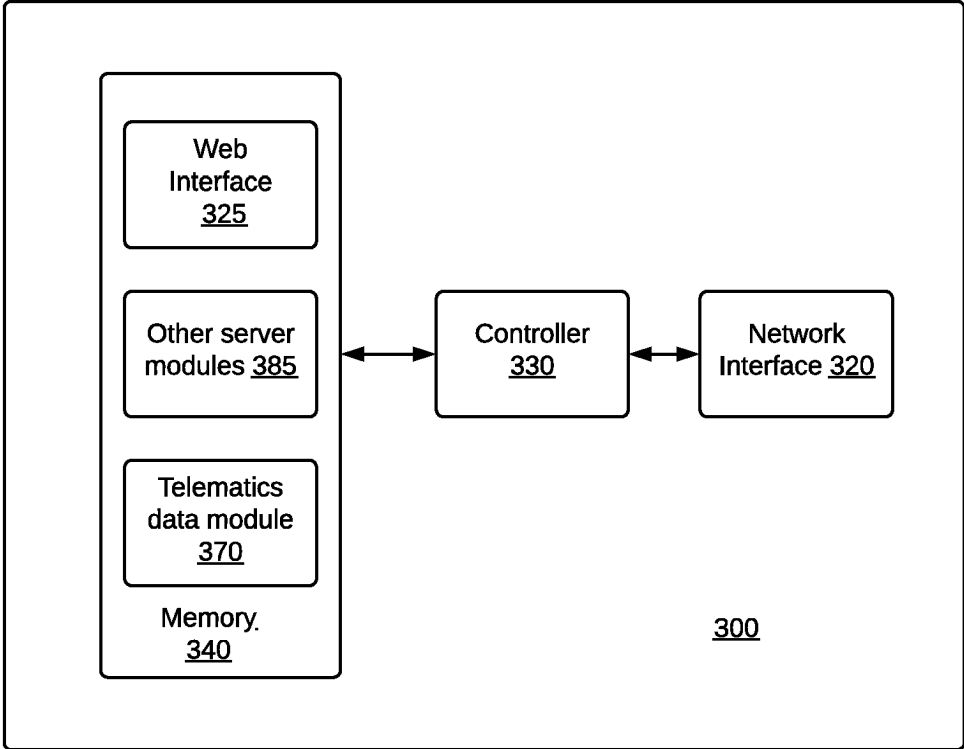 Web
Interface
325
Other server
modules 385
Telematics
data module
370
Memory.
340
Controller
330
Network
Interface 320
300